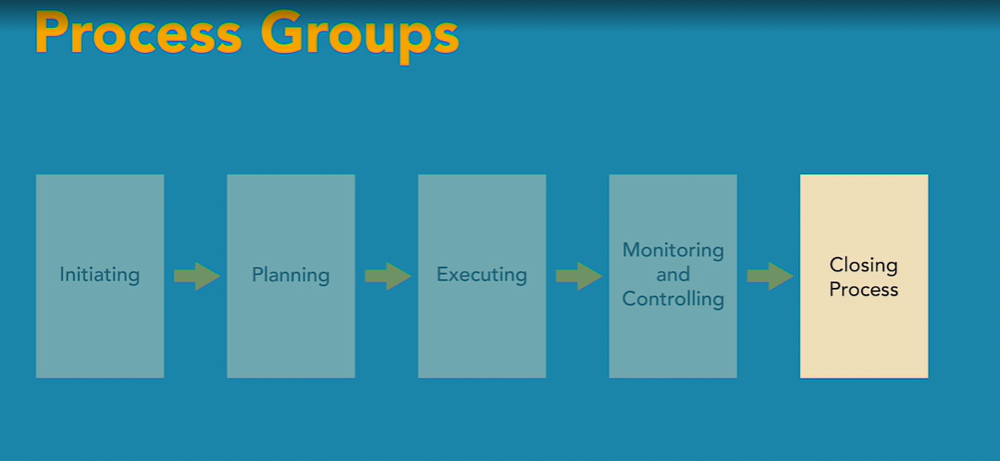 Process Groups
Initiating
Planning
Executing
Monitoring
and
Controlling
Closing
Process